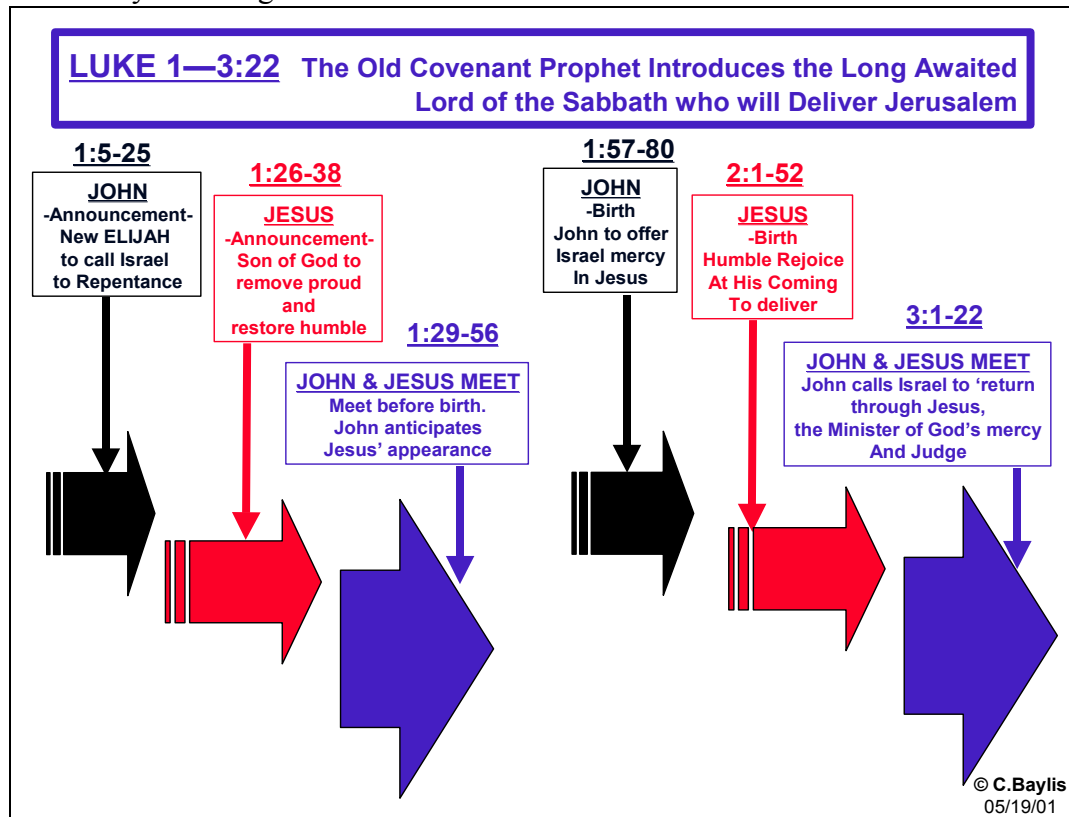 LUKE 1—3:22 The Old Covenant Prophet Introduces the Long Awaited
Lord of the Sabbath who will Deliver Jerusalem
1:5-25
JOHN
-Announcement-
New ELIJAH
to call Israel
to Repentance
1:26-38
JESUS
-Announcement-
Son of God to
remove proud
and
restore humble
1:29-56
JOHN & JESUS MEET
Meet before birth.
John anticipates
Jesus’ appearance
1:57-80
JOHN
-Birth
John to offer
Israel mercy
In Jesus
2:1-52
JESUS
-Birth
Humble Rejoice
At His Coming
To deliver
3:1-22
JOHN & JESUS MEET
John calls Israel to ‘return
through Jesus,
the Minister of God’s mercy
And Judge
© C.Baylis
05/19/01